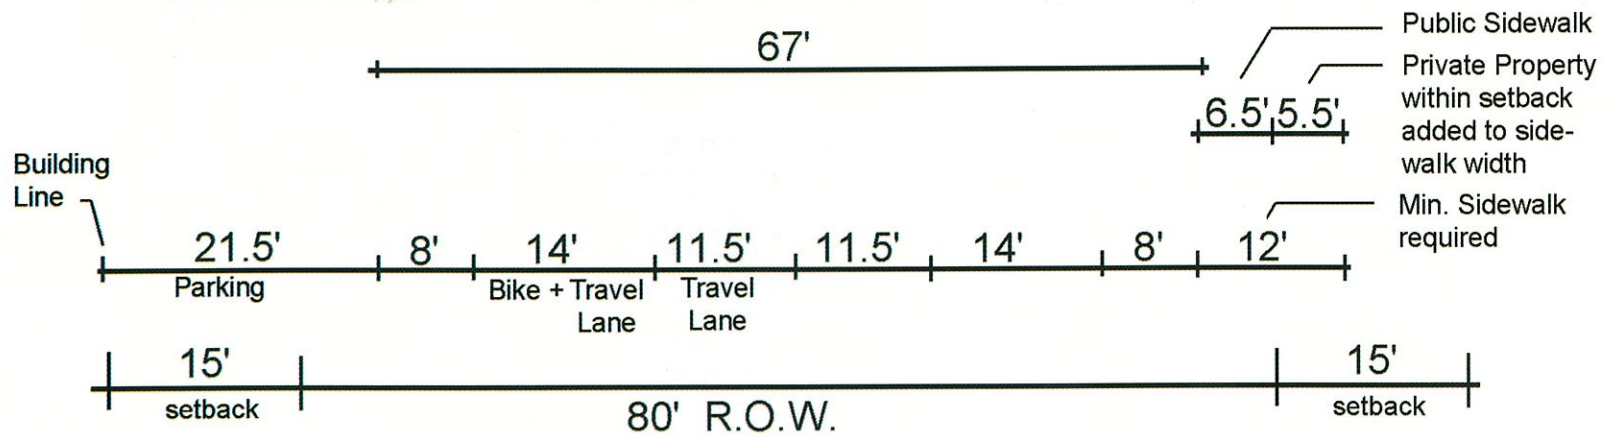 67'
Public Sidewalk
Private Property
within setback
added to side-
walk width
6.5' 5.5'
Building
Line
Min. Sidewalk
required
21.5' 8' 14' 11.5' 11.5' 14' 8' 12'
Parking
Bike + Travel
Lane
Travel
Lane
15'
setback
80' R.O.W.
15'
setback